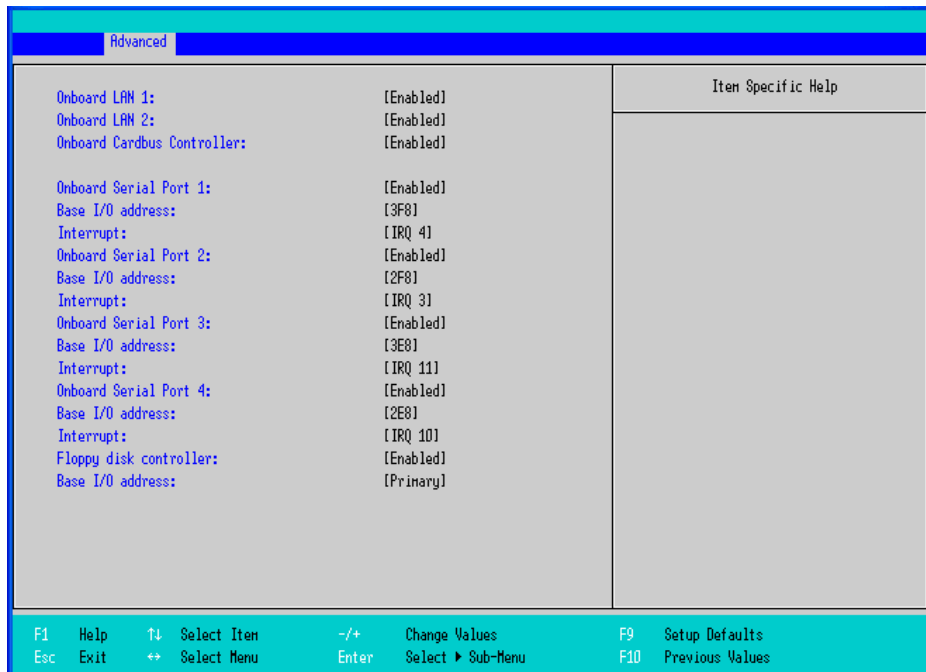 Advanced
Item Specific Help
Onboard LAN 1: [Enabled]
Onboard LAN 2: [Enabled]
Onboard Cardbus Controller: [Enabled]
Onboard Serial Port 1: [Enabled]
Base I/O address: [3F8]
Interrupt: [IRQ 4]
Onboard Serial Port 2: [Enabled]
Base I/O address: [2F8]
Interrupt: [IRQ 3]
Onboard Serial Port 3: [Enabled]
Base I/O address: [3E8]
Interrupt: [IRQ 11]
Onboard Serial Port 4: [Enabled]
Base I/O address: [2E8]
Interrupt: [IRQ 10]
Floppy disk controller: [Enabled]
Base I/O address: [Primary]
F1 Help ↑↓ Select Item -/+ Change Values F9 Setup Defaults
Esc Exit ↔ Select Menu Enter Select ▶ Sub-Menu F10 Previous Values